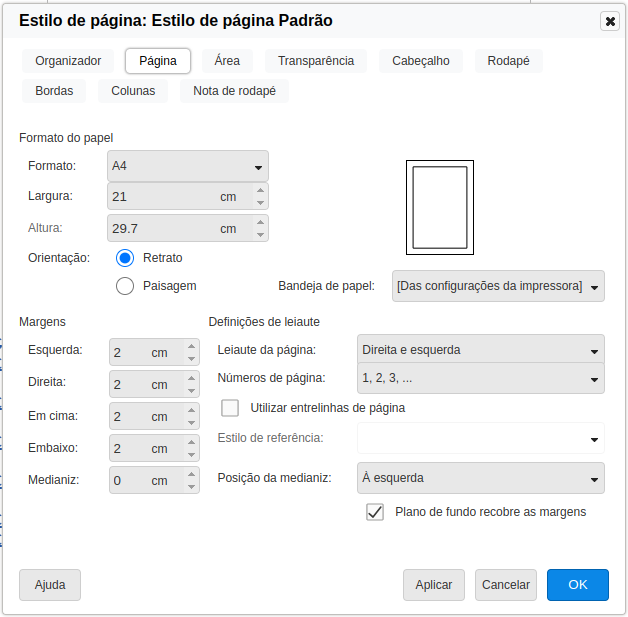 Estilo de página: Estilo de página Padrão
Organizador Página Área Transparência Cabeçalho Rodapé
Bordas Colunas Nota de rodapé
Formato do papel
Formato: A4
Largura: 21 cm
Altura: 29.7 cm
Orientação: Retrato
Paisagem Bandeja de papel: [Das configurações da impressora]
Margens Definições de leiaute
Esquerda: 2 cm Leiaute da página: Direita e esquerda
Direita: 2 cm Números de página: 1, 2, 3, ...
Em cima: 2 cm Utilizar entrelinhas de página
Embaixo: 2 cm Estilo de referência:
Medianiz: 0 cm Posição da medianiz: À esquerda
Plano de fundo recobre as margens
Ajuda Aplicar Cancelar OK